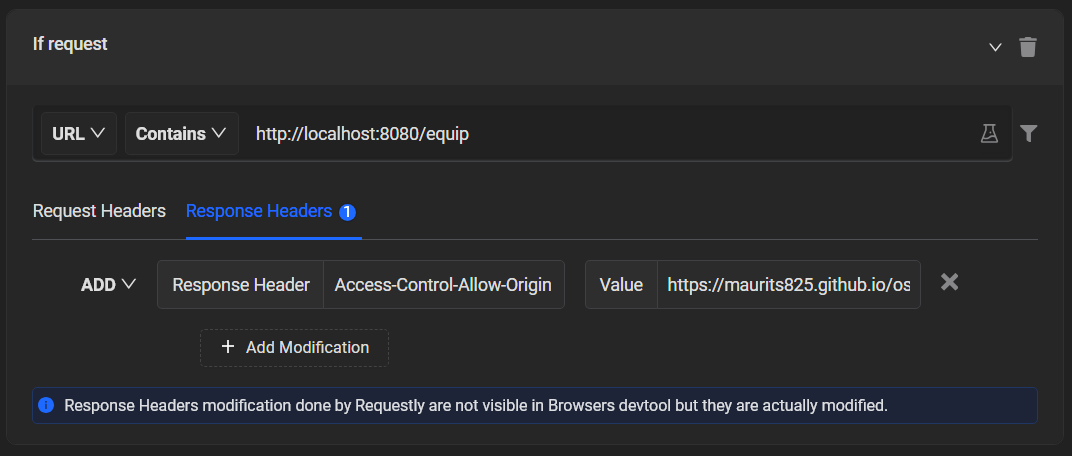 If request
URL Contains http://localhost:8080/equip
Request Headers Response Headers 1
ADD Response Header Access-Control-Allow-Origin Value https://maurits825.github.io/os
+ Add Modification
Response Headers modification done by Requestly are not visible in Browsers devtool but they are actually modified.